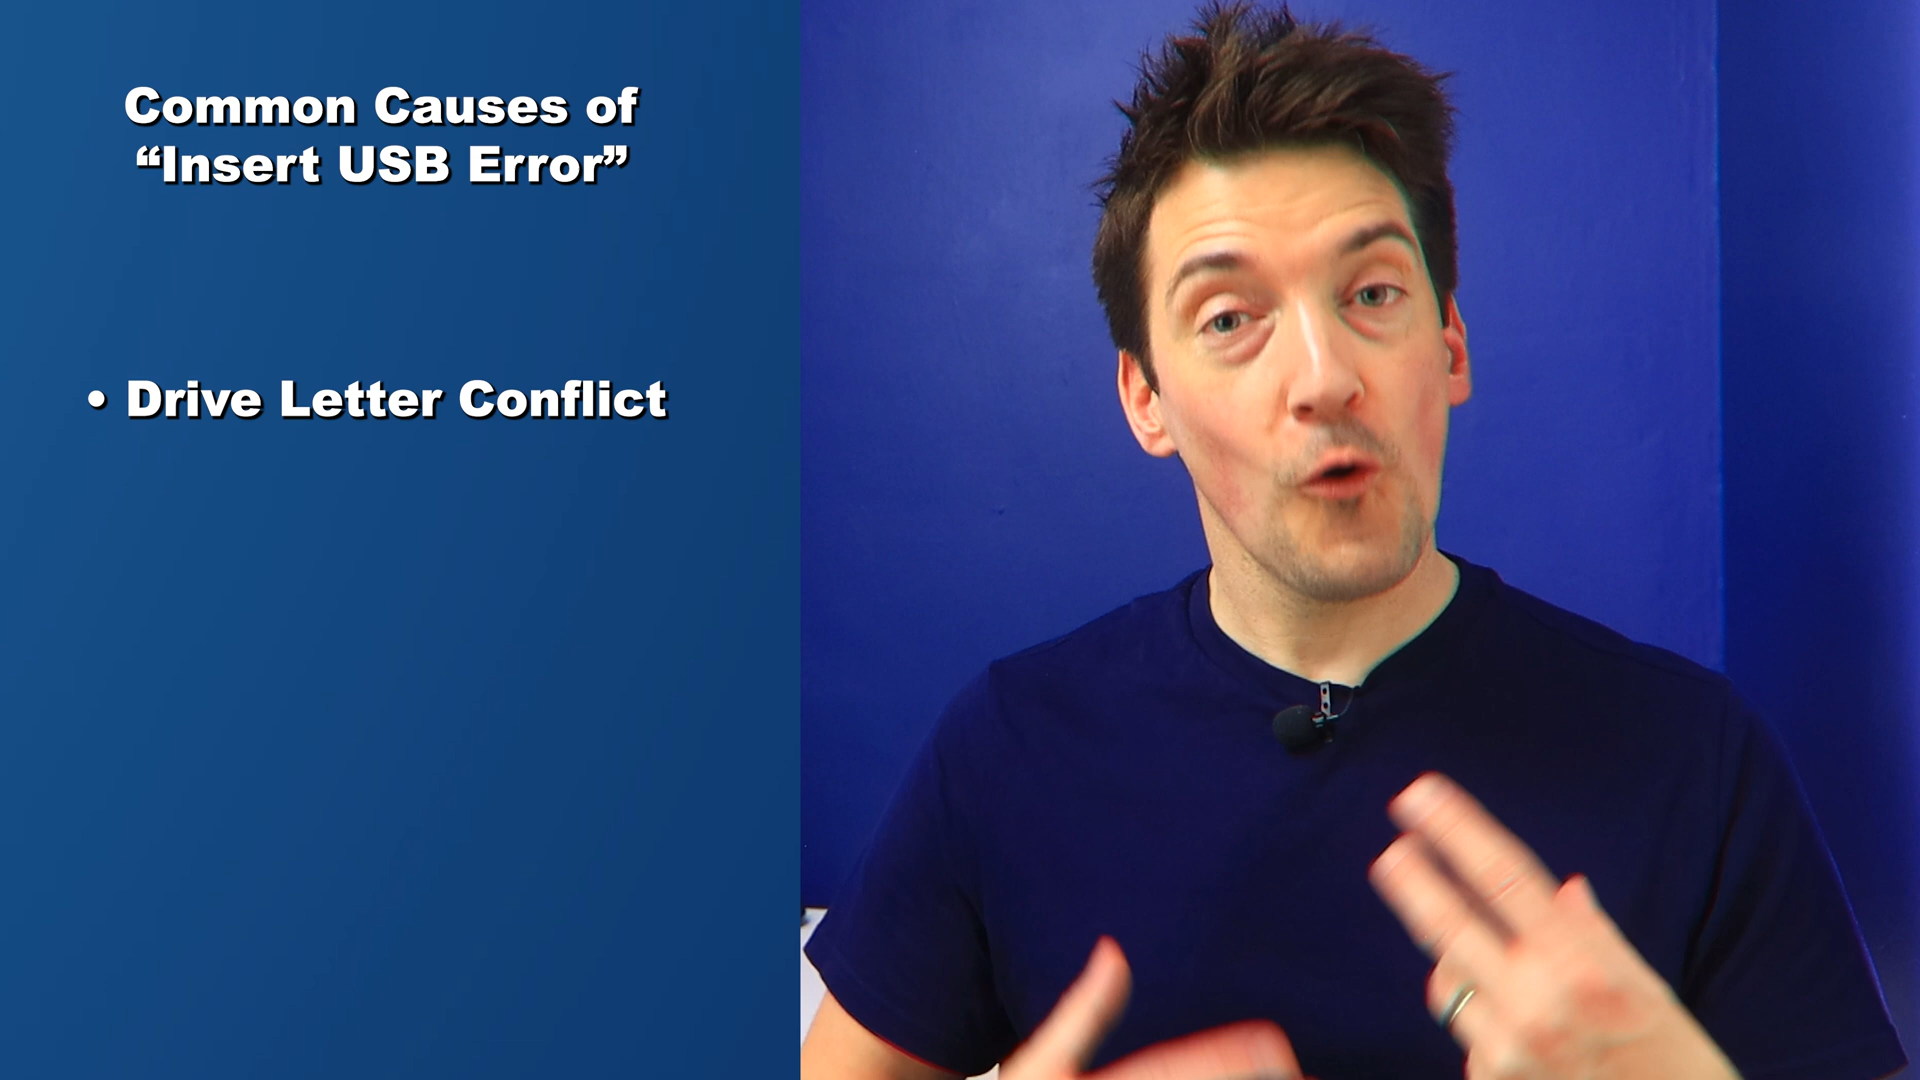 Common Causes of
“Insert USB Error”
• Drive Letter Conflict